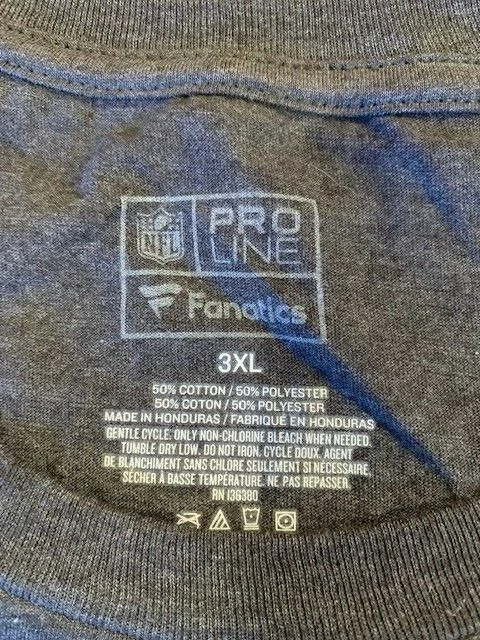 NFL
PRO
LINE
Fanatics
3XL
50% COTTON / 50% POLYESTER
50% COTON / 50% POLYESTER
MADE IN HONDURAS / FABRIQUÉ EN HONDURAS
GENTLE CYCLE. ONLY NON-CHLORINE BLEACH WHEN NEEDED.
TUMBLE DRY LOW. DO NOT IRON. CYCLE DOUX. AGENT
DE BLANCHIMENT SANS CHLORE SEULEMENT SI NÉCESSAIRE.
SÉCHER À BASSE TEMPÉRATURE. NE PAS REPASSER.
RN 136380